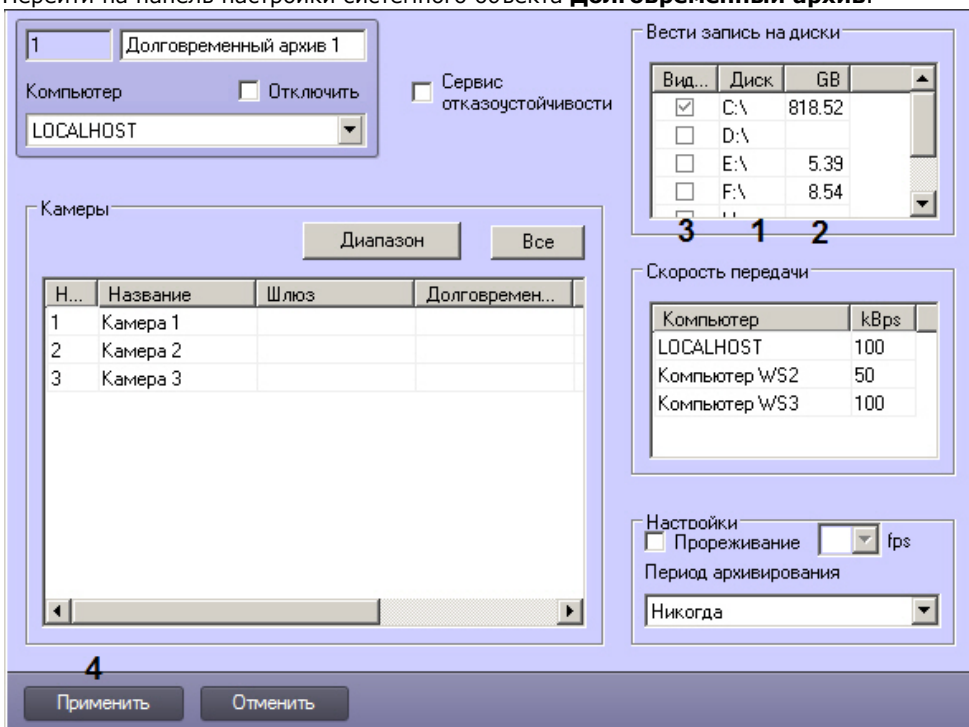 Перейти на панель настройки системного объекта Долговременный архив.
1 Долговременный архив 1
Компьютер Отключить
LOCALHOST
Сервис
отказоустойчивости
Вести запись на диски
Вид... Диск GB
C:\ 818.52
D:\
E:\ 5.39
F:\ 8.54
3 1 2
Камеры
Диапазон Все
Н... Название Шлюз Долговремен...
1 Камера 1
2 Камера 2
3 Камера 3
Скорость передачи
Компьютер kBps
LOCALHOST 100
Компьютер WS2 50
Компьютер WS3 100
Настройки
Прореживание fps
Период архивирования
Никогда
4
Применить Отменить